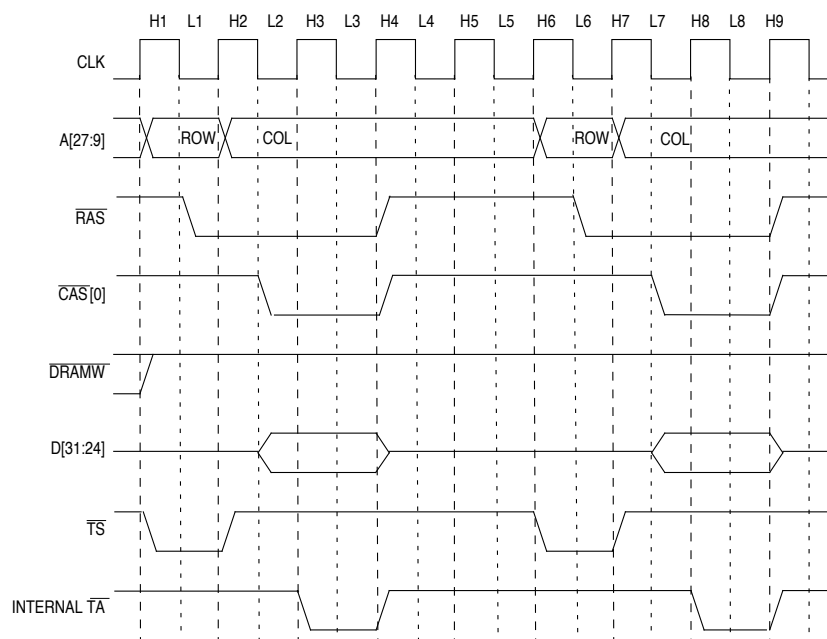 H1 L1 H2 L2 H3 L3 H4 L4 H5 L5 H6 L6 H7 L7 H8 L8 H9
CLK
A[27:9] ROW COL ROW COL
RAS
CAS[0]
DRAMW
D[31:24]
TS
INTERNAL TA